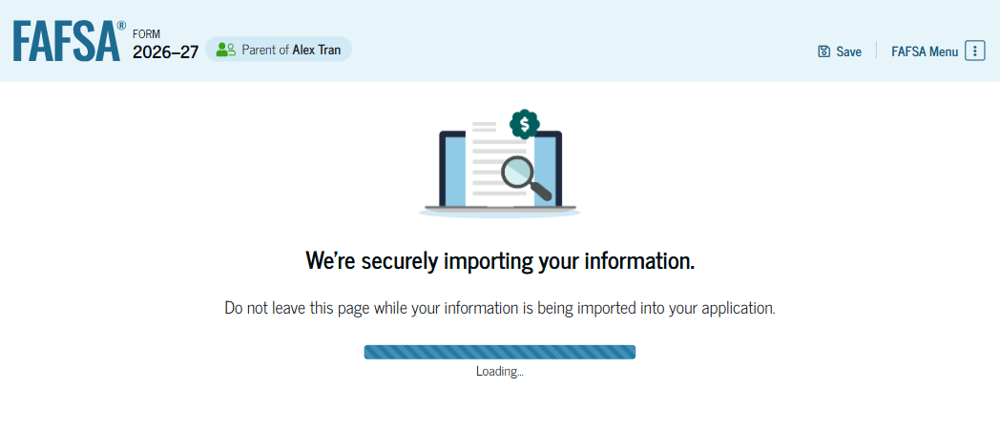 FAFSA®
FORM
2026–27
Parent of Alex Tran
Save
FAFSA Menu
$
We're securely importing your information.
Do not leave this page while your information is being imported into your application.
Loading...